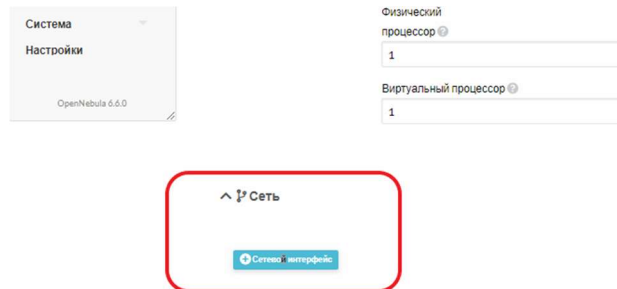 Система
Настройки
OpenNebula 6.6.0
Физический
процессор
1
Виртуальный процессор
1
Сеть
Сетевой интерфейс